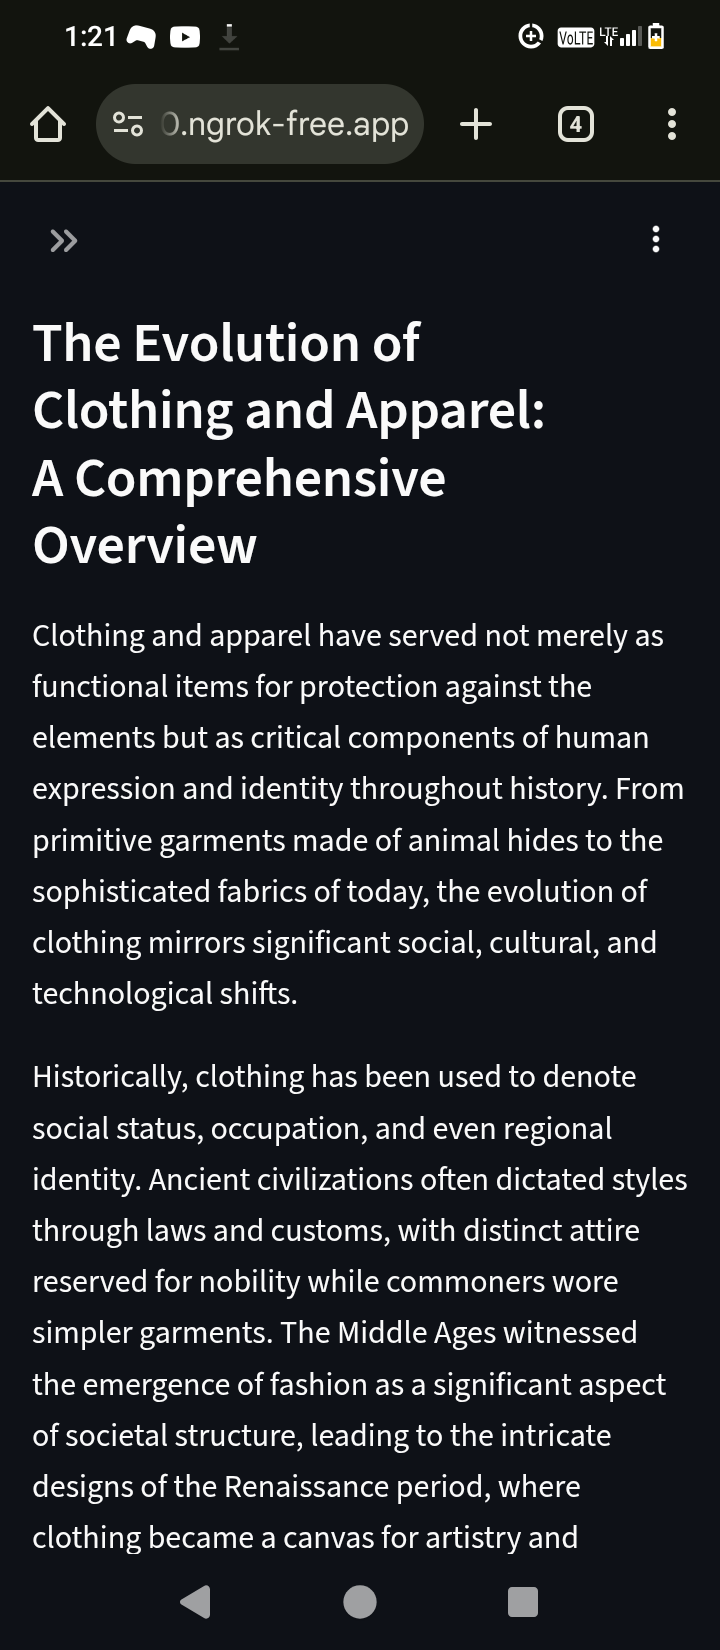 1:21
VoLTE LTE
0.ngrok-free.app
4
The Evolution of
Clothing and Apparel:
A Comprehensive
Overview
Clothing and apparel have served not merely as
functional items for protection against the
elements but as critical components of human
expression and identity throughout history. From
primitive garments made of animal hides to the
sophisticated fabrics of today, the evolution of
clothing mirrors significant social, cultural, and
technological shifts.
Historically, clothing has been used to denote
social status, occupation, and even regional
identity. Ancient civilizations often dictated styles
through laws and customs, with distinct attire
reserved for nobility while commoners wore
simpler garments. The Middle Ages witnessed
the emergence of fashion as a significant aspect
of societal structure, leading to the intricate
designs of the Renaissance period, where
clothing became a canvas for artistry and